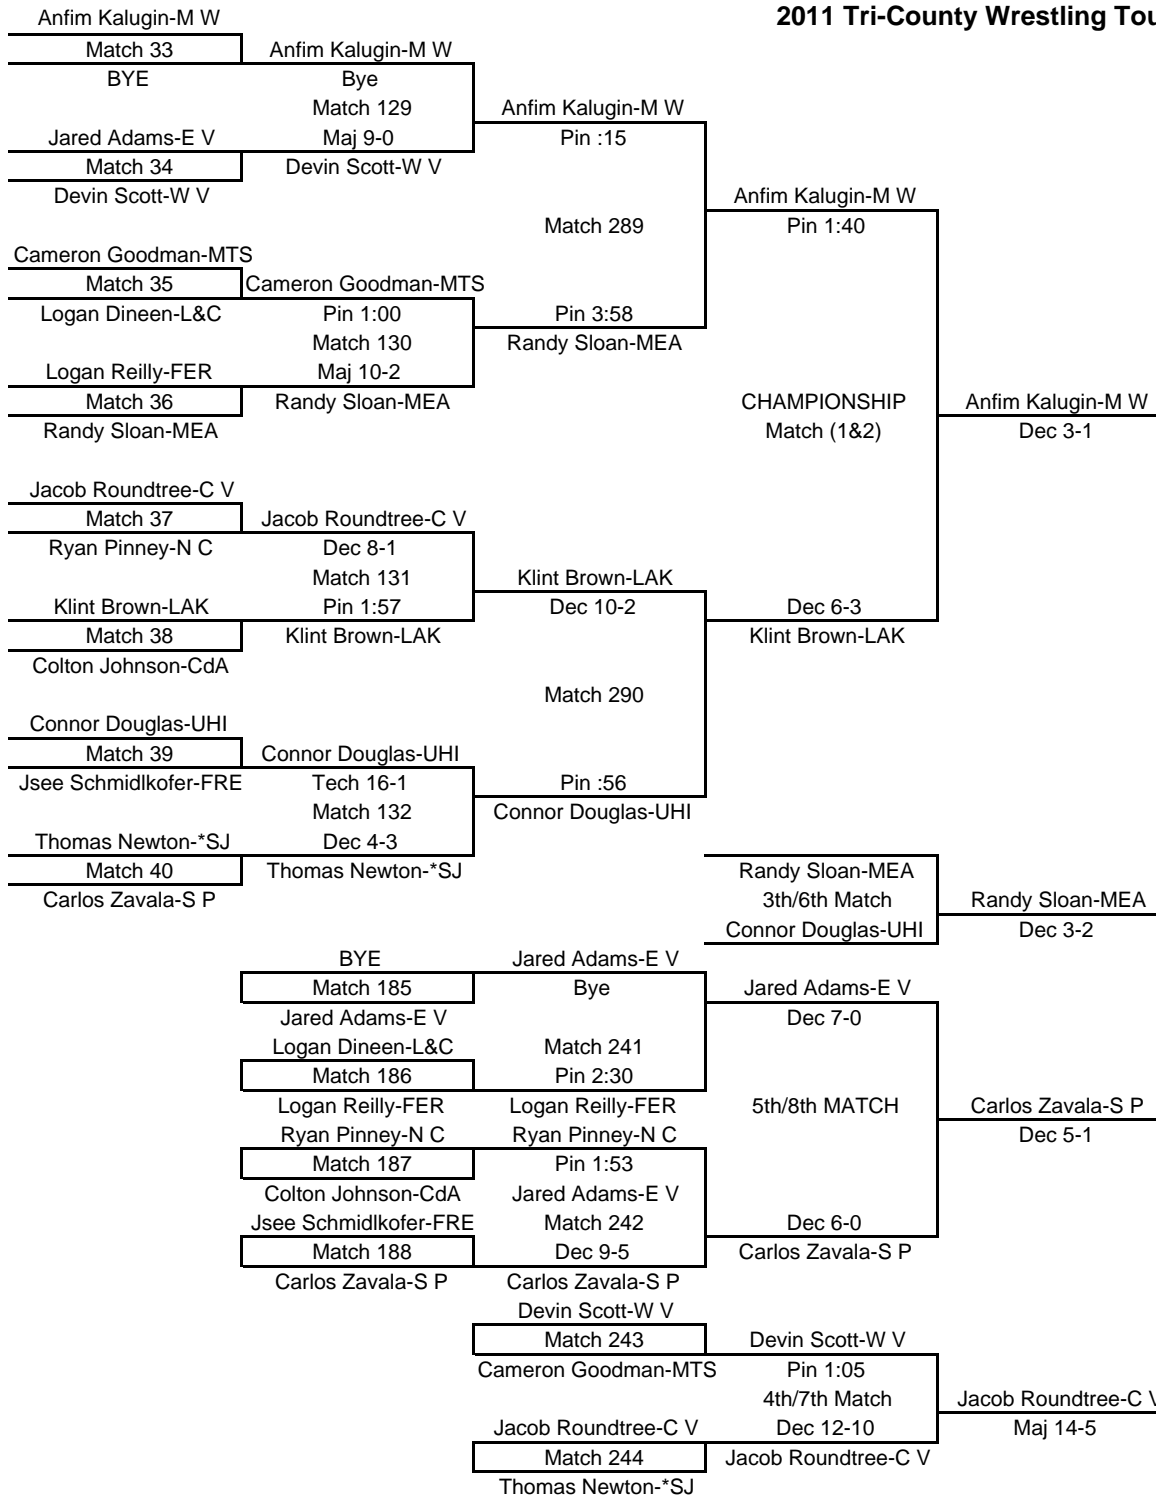 Anfim Kalugin-M W
2011 Tri-County Wrestling Tou
Match 33
Anfim Kalugin-M W
BYE
Bye
Match 129
Anfim Kalugin-M W
Jared Adams-E V
Maj 9-0
Pin :15
Match 34
Devin Scott-W V
Devin Scott-W V
Anfim Kalugin-M W
Match 289
Pin 1:40
Cameron Goodman-MTS
Match 35
Cameron Goodman-MTS
Logan Dineen-L&C
Pin 1:00
Pin 3:58
Match 130
Randy Sloan-MEA
Logan Reilly-FER
Maj 10-2
Match 36
Randy Sloan-MEA
CHAMPIONSHIP
Anfim Kalugin-M W
Randy Sloan-MEA
Match (1&2)
Dec 3-1
Jacob Roundtree-C V
Match 37
Jacob Roundtree-C V
Ryan Pinney-N C
Dec 8-1
Match 131
Klint Brown-LAK
Klint Brown-LAK
Pin 1:57
Dec 10-2
Dec 6-3
Match 38
Klint Brown-LAK
Klint Brown-LAK
Colton Johnson-CdA
Match 290
Connor Douglas-UHI
Match 39
Connor Douglas-UHI
Jsee Schmidlkofer-FRE
Tech 16-1
Pin :56
Match 132
Connor Douglas-UHI
Thomas Newton-*SJ
Dec 4-3
Match 40
Thomas Newton-*SJ
Randy Sloan-MEA
Carlos Zavala-S P
3th/6th Match
Randy Sloan-MEA
Connor Douglas-UHI
Dec 3-2
BYE
Jared Adams-E V
Match 185
Bye
Jared Adams-E V
Jared Adams-E V
Dec 7-0
Logan Dineen-L&C
Match 241
Match 186
Pin 2:30
Logan Reilly-FER
Logan Reilly-FER
5th/8th MATCH
Carlos Zavala-S P
Ryan Pinney-N C
Ryan Pinney-N C
Dec 5-1
Match 187
Pin 1:53
Colton Johnson-CdA
Jared Adams-E V
Jsee Schmidlkofer-FRE
Match 242
Dec 6-0
Match 188
Dec 9-5
Carlos Zavala-S P
Carlos Zavala-S P
Carlos Zavala-S P
Devin Scott-W V
Match 243
Devin Scott-W V
Cameron Goodman-MTS
Pin 1:05
4th/7th Match
Jacob Roundtree-C V
Jacob Roundtree-C V
Dec 12-10
Maj 14-5
Match 244
Jacob Roundtree-C V
Thomas Newton-*SJ